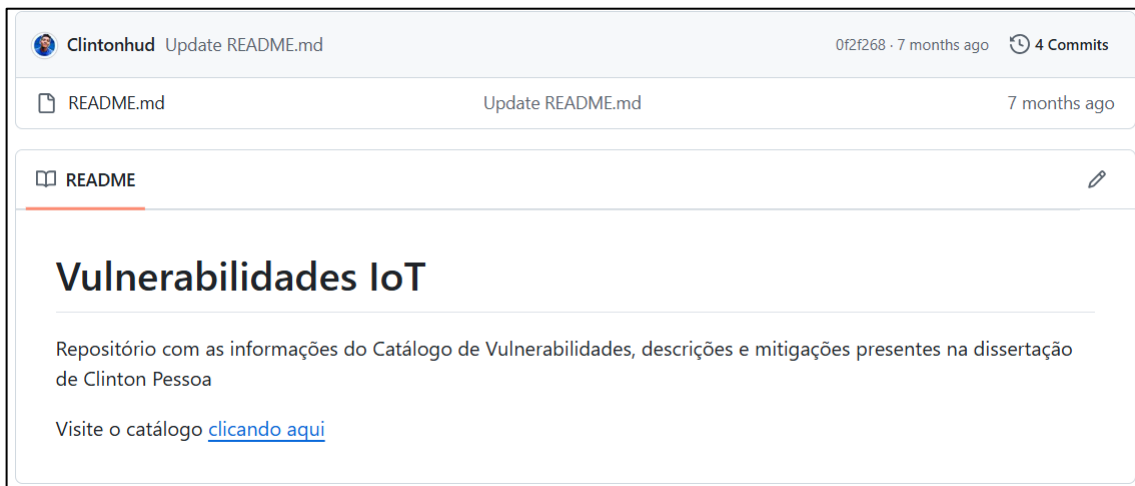 Clintonhud Update README.md 0f2f268 · 7 months ago 4 Commits
README.md Update README.md 7 months ago
README
Vulnerabilidades IoT
Repositório com as informações do Catálogo de Vulnerabilidades, descrições e mitigações presentes na dissertação
de Clinton Pessoa
Visite o catálogo clicando aqui